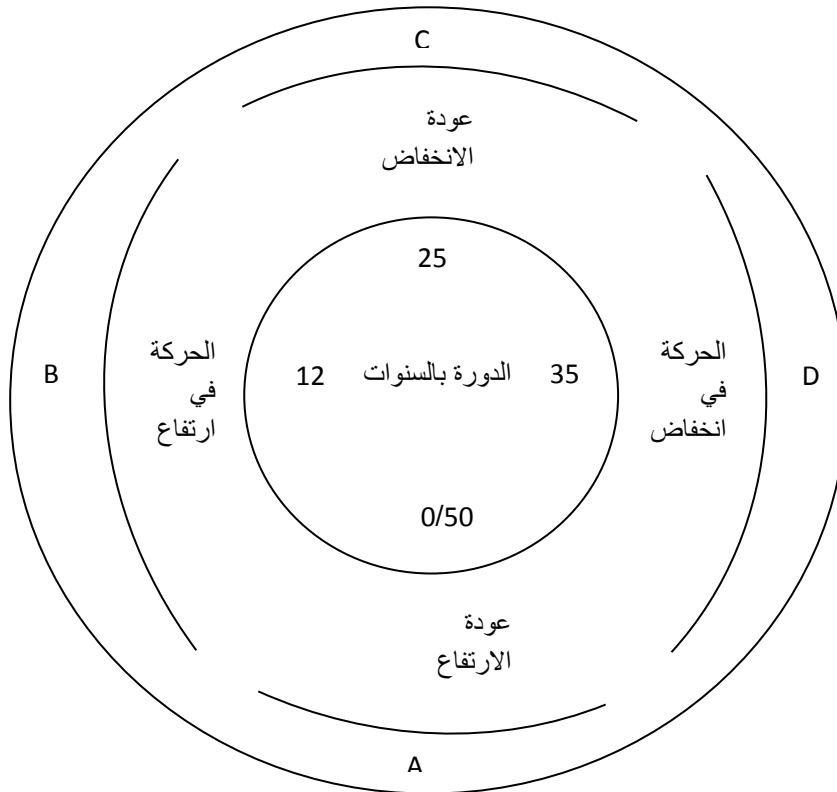 C
عودة
الانخفاض
25
الحركة
في
انخفاض
35
الدورة بالسنوات
12
الحركة
في
ارتفاع
D
B
0/50
عودة
الارتفاع
A